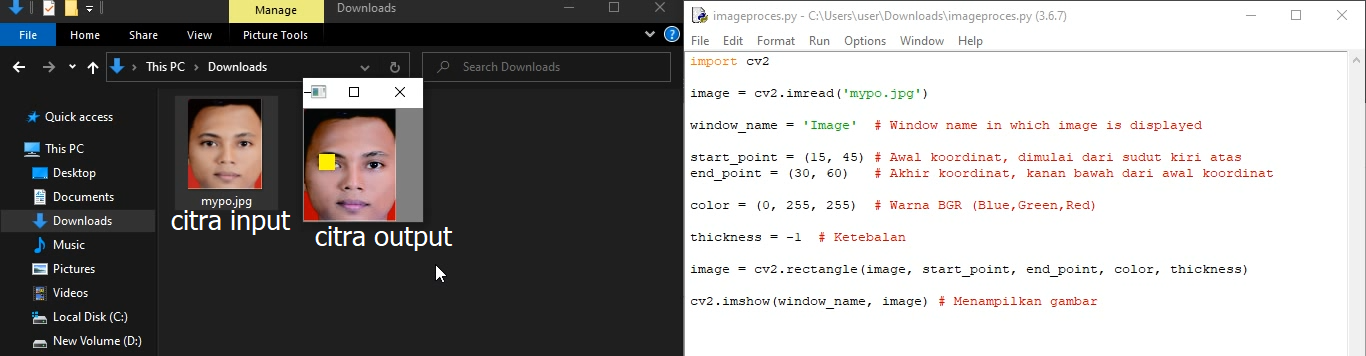 Manage
Downloads
File
Home
Share
View
Picture Tools
This PC
Downloads
Search Downloads
Quick access
This PC
Desktop
Documents
Downloads
Music
Pictures
Videos
Local Disk (C:)
New Volume (D:)
mypo.jpg
citra input
citra output
imageproces.py - C:\Users\user\Downloads\imageproces.py (3.6.7)
File Edit Format Run Options Window Help
import cv2
image = cv2.imread('mypo.jpg')
window_name = 'Image'  # Window name in which image is displayed
start_point = (15, 45) # Awal koordinat, dimulai dari sudut kiri atas
end_point = (30, 60)   # Akhir koordinat, kanan bawah dari awal koordinat
color = (0, 255, 255)  # Warna BGR (Blue,Green,Red)
thickness = -1  # Ketebalan
image = cv2.rectangle(image, start_point, end_point, color, thickness)
cv2.imshow(window_name, image) # Menampilkan gambar